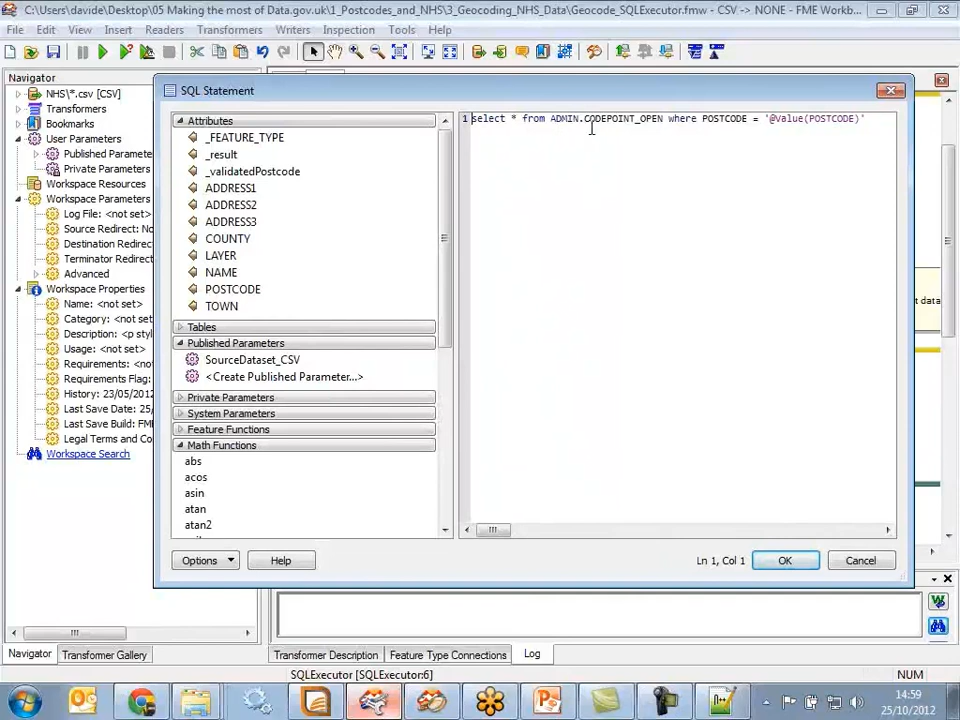 C:\Users\davide\Desktop\05 Making the most of Data.gov.uk\1_Postcodes_and_NHS\3_Geocoding_NHS_Data\Geocode_SQLExecutor.fmw - CSV -> NONE - FME Workb...
File Edit View Insert Readers Transformers Writers Inspection Tools Help
Navigator
NHS\*.csv [CSV]
Transformers
Bookmarks
User Parameters
Published Paramete
Private Parameters
Workspace Resources
Workspace Parameters
Log File: <not set>
Source Redirect: No
Destination Redirec
Terminator Redirect
Advanced
Workspace Properties
Name: <not set>
Category: <not set
Description: <p styl
Usage: <not set>
Requirements: <not
Requirements Flag:
History: 23/05/2012
Last Save Date: 25/
Last Save Build: FME
Legal Terms and Co
Workspace Search
SQL Statement
Attributes
_FEATURE_TYPE
_result
_validatedPostcode
ADDRESS1
ADDRESS2
ADDRESS3
COUNTY
LAYER
NAME
POSTCODE
TOWN
Tables
Published Parameters
SourceDataset_CSV
<Create Published Parameter...>
Private Parameters
System Parameters
Feature Functions
Math Functions
abs
acos
asin
atan
atan2
1 select * from ADMIN.CODEPOINT_OPEN where POSTCODE = '@Value(POSTCODE)'
t data
Options Help Ln 1, Col 1 OK Cancel
Navigator Transformer Gallery Transformer Description Feature Type Connections Log
SQLExecutor [SQLExecutor:6] NUM
14:59
25/10/2012